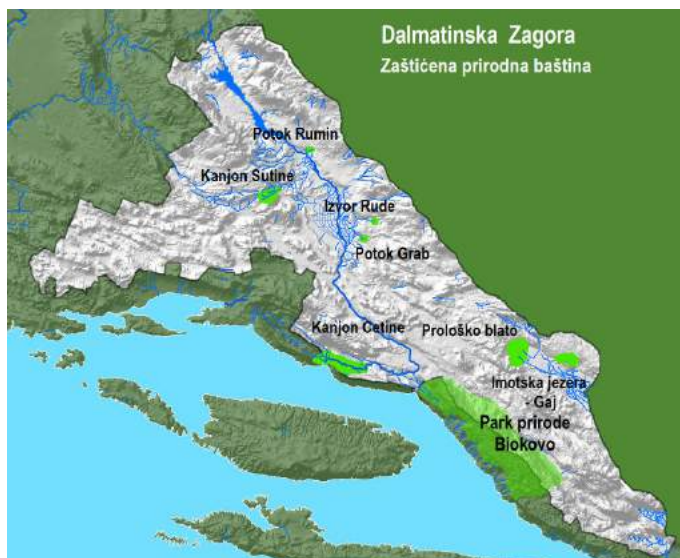 Dalmatinska Zagora
Zaštićena prirodna baština
Potok Rumin
Kanjon Sutine
Izvor Rude
Potok Grab
Kanjon Cetine
Prološko blato
Imotska jezera
- Gaj
Park prirode
Biokovo